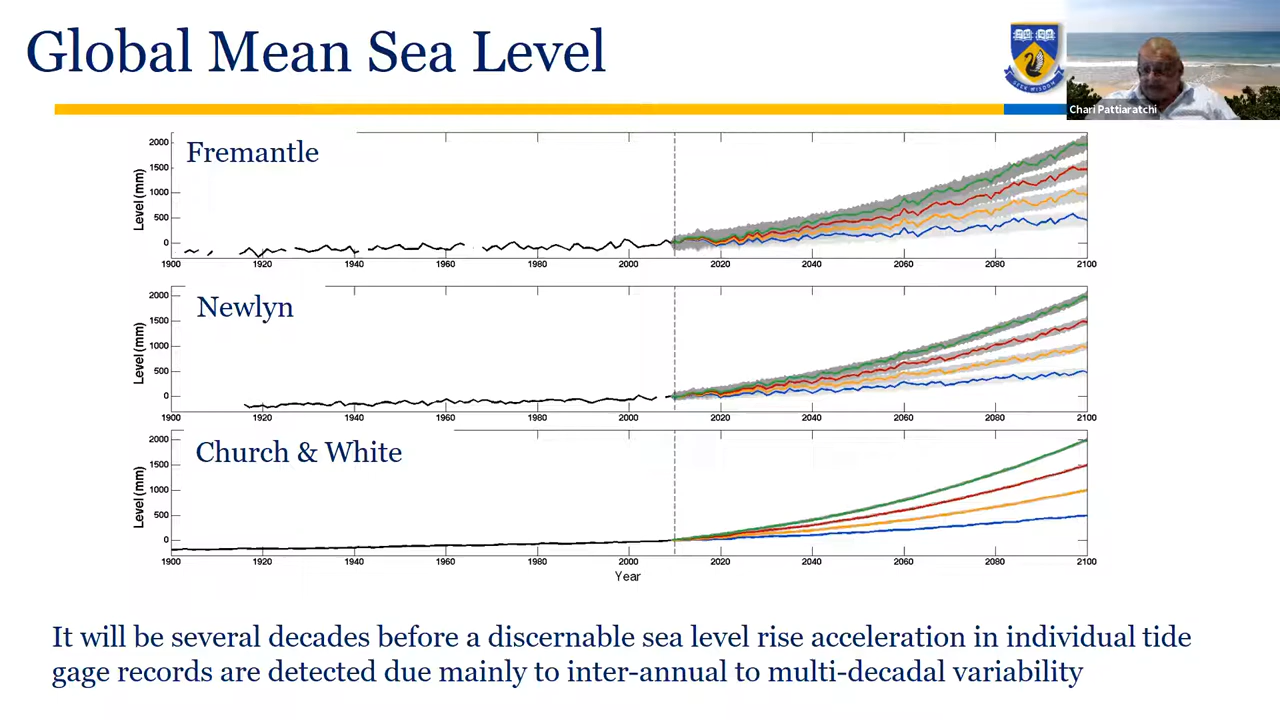 Global Mean Sea Level
SEEK WISDOM
Chari Pattiaratchi
Fremantle
Level (mm)
2000
1500
1000
500
0
1900 1920 1940 1960 1980 2000 2020 2040 2060 2080 2100
Newlyn
Level (mm)
2000
1500
1000
500
0
1900 1920 1940 1960 1980 2000 2020 2040 2060 2080 2100
Church & White
Level (mm)
2000
1500
1000
500
0
1900 1920 1940 1960 1980 2000 2020 2040 2060 2080 2100
Year
It will be several decades before a discernable sea level rise acceleration in individual tide
gage records are detected due mainly to inter-annual to multi-decadal variability